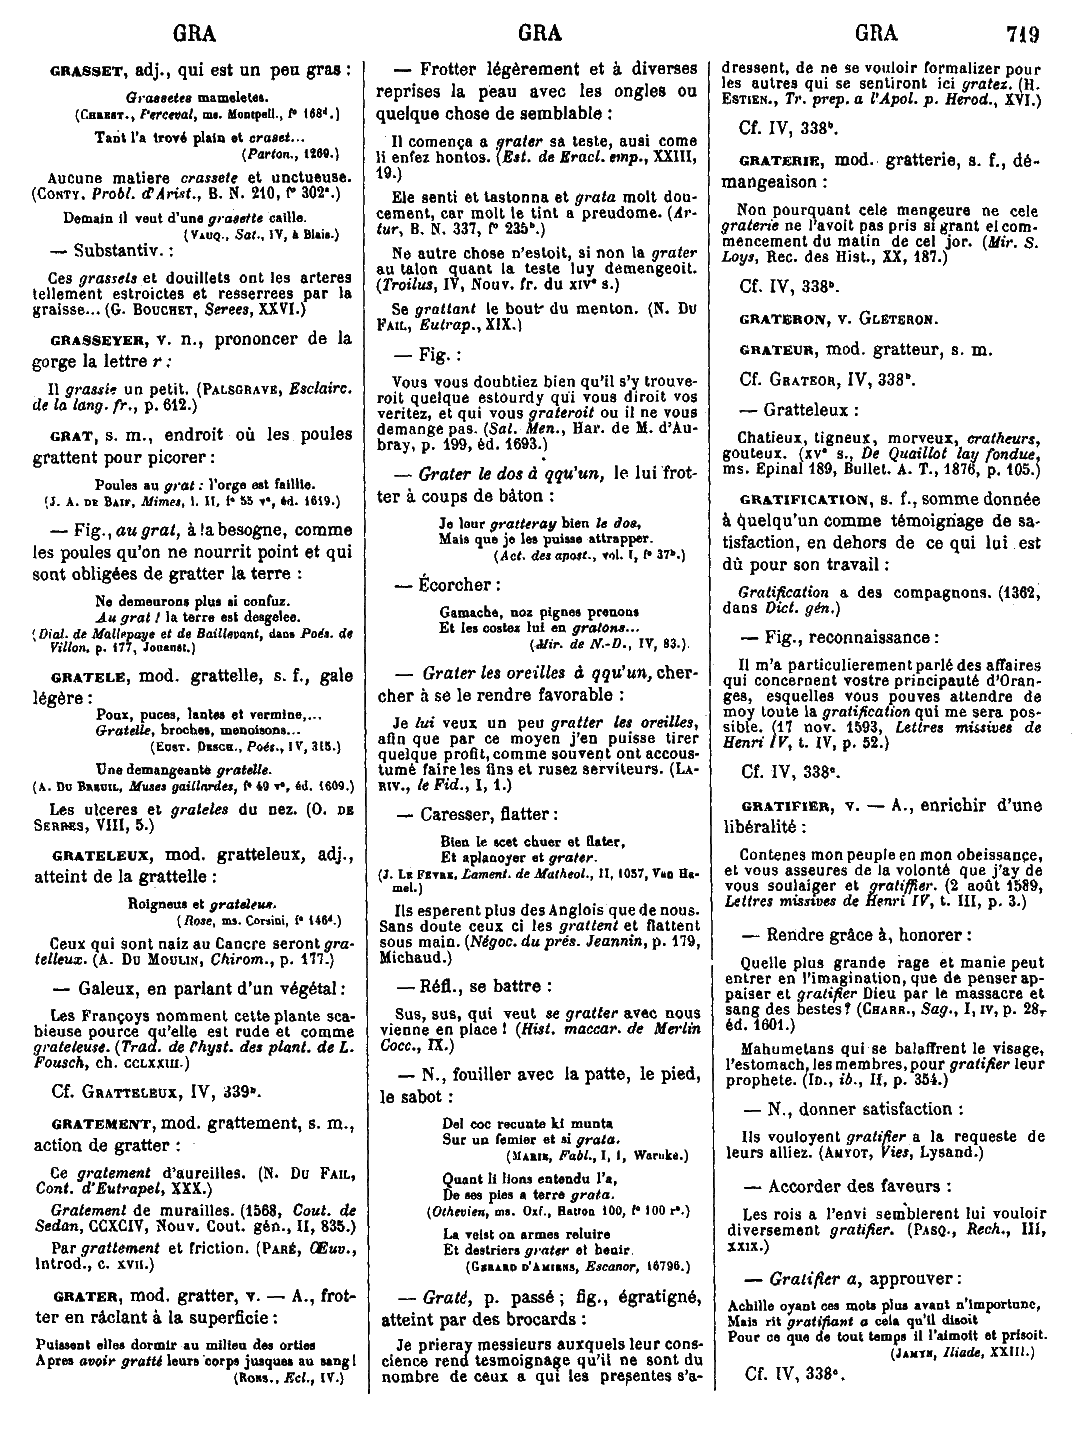 GRA
GRA
GRA 719
GRASSET, adj., qui est un peu gras :
Grassetes mameletes.
(CHREST., Perceval, ms. Montpell., f° 168ᵈ.)
Tant l'a trové plain et craset...
(Parton., 1269.)
Aucune matiere crassete et unctueuse.
(CONTY, Probl. d'Arist., B. N. 210, f° 302ᵃ.)
Demain il veut d'une grasette caille.
(VAUQ., Sat., IV, à Blais.)
— Substantiv. :
Ces grassets et douillets ont les arteres
tellement estroictes et resserrees par la
graisse... (G. BOUCHET, Serees, XXVI.)
GRASSEYER, v. n., prononcer de la
gorge la lettre r :
Il grassie un petit. (PALSGRAVE, Esclairc.
de la lang. fr., p. 612.)
GRAT, s. m., endroit où les poules
grattent pour picorer :
Poules au grat : l'orge est faillie.
(J. A. DE BAIF, Mimes, l. II, f° 55 v°, éd. 1619.)
— Fig., au grat, à la besogne, comme
les poules qu'on ne nourrit point et qui
sont obligées de gratter la terre :
Ne demeurons plus si confuz.
Au grat ! la terre est desgelee.
(Dial. de Mallepaye et de Baillevant, dans Poés. de
Villon, p. 177, Jouanst.)
GRATELE, mod. grattelle, s. f., gale
légère :
Poux, puces, lantes et vermine,...
Gratelle, broches, menoisons...
(EUST. DESCH., Poés., IV, 315.)
Une demangeante gratelle.
(A. DU BREUIL, Muses gaillardes, f° 49 v°, éd. 1609.)
Les ulceres et grateles du nez. (O. DE
SERRES, VIII, 5.)
GRATELEUX, mod. gratteleux, adj.,
atteint de la grattelle :
Roigneus et grateleus.
(Rose, ms. Corsini, f° 146ᵈ.)
Ceux qui sont naiz au Cancre seront gra-
telleux. (A. DU MOULIN, Chirom., p. 177.)
— Galeux, en parlant d'un végétal :
Les Françoys nomment cette plante sca-
bieuse pource qu'elle est rude et comme
grateleuse. (Trad. de l'hyst. des plant. de L.
Fousch, ch. CCLXXIII.)
Cf. GRATTELEUX, IV, 339ᵇ.
GRATEMENT, mod. grattement, s. m.,
action de gratter :
Ce gratement d'aureilles. (N. DU FAIL,
Cont. d'Eutrapel, XXX.)
Gratement de murailles. (1568, Cout. de
Sedan, CCXCIV, Nouv. Cout. gén., II, 835.)
Par grattement et friction. (PARÉ, Œuv.,
Introd., c. XVII.)
GRATER, mod. gratter, v. — A., frot-
ter en râclant à la superficie :
Puissent elles dormir au milieu des orties
Apres avoir gratté leurs corps jusques au sang !
(RONS., Ecl., IV.)
— Frotter légèrement et à diverses
reprises la peau avec les ongles ou
quelque chose de semblable :
Il comença a grater sa teste, ausi come
li enfez hontos. (Est. de Eracl. emp., XXIII,
19.)
Ele senti et tastonna et grata molt dou-
cement, car molt le tint a preudome. (Ar-
tur, B. N. 337, f° 235ᵇ.)
Ne autre chose n'estoit, si non la grater
au talon quant la teste luy demengeoit.
(Troilus, IV, Nouv. fr. du XIVᵉ s.)
Se grattant le bout du menton. (N. DU
FAIL, Eutrap., XIX.)
— Fig. :
Vous vous doubtiez bien qu'il s'y trouve-
roit quelque estourdy qui vous diroit vos
veritez, et qui vous grateroit ou il ne vous
demange pas. (Sat. Men., Har. de M. d'Au-
bray, p. 199, éd. 1693.)
— Grater le dos à qqu'un, le lui frot-
ter à coups de bâton :
Je leur gratteray bien le dos,
Mais que je les puisse attrapper.
(Act. des apost., vol. I, f° 37ᵇ.)
— Écorcher :
Gamache, noz pignes prenons
Et les costez lui en gratons...
(Mir. de N.-D., IV, 83.)
— Grater les oreilles à qqu'un, cher-
cher à se le rendre favorable :
Je lui veux un peu gratter les oreilles,
afin que par ce moyen j'en puisse tirer
quelque profit, comme souvent ont accous-
tumé faire les fins et rusez serviteurs. (LA-
RIV., le Fid., I, 1.)
— Caresser, flatter :
Bien le scet chuer et flater,
Et aplanoyer et grater.
(J. LE FEVRE, Lament. de Matheol., II, 1057, Van Ha-
mel.)
Ils esperent plus des Anglois que de nous.
Sans doute ceux ci les grattent et flattent
sous main. (Négoc. du prés. Jeannin, p. 179,
Michaud.)
— Réfl., se battre :
Sus, sus, qui veut se gratter avec nous
vienne en place ! (Hist. maccar. de Merlin
Cocc., IX.)
— N., fouiller avec la patte, le pied,
le sabot :
Del coc recunte ki munta
Sur un femier et si grata.
(MARIE, Fabl., I, 1, Warnke.)
Quant li lions entendu l'a,
De ses pies a terre grata.
(Othevien, ms. Oxf., Hatton 100, f° 100 r°.)
La veist on armes reluire
Et destriers grater et henir.
(GERARD D'AMIENS, Escanor, 16796.)
— Graté, p. passé ; fig., égratigné,
atteint par des brocards :
Je prieray messieurs auxquels leur cons-
cience rend tesmoignage qu'il ne sont du
nombre de ceux a qui les presentes s'a-
dressent, de ne se vouloir formalizer pour
les autres qui se sentiront ici gratez. (H.
ESTIEN., Tr. prep. a l'Apol. p. Herod., XVI.)
Cf. IV, 338ᵇ.
GRATERIE, mod. gratterie, s. f., dé-
mangeaison :
Non pourquant cele mengeure ne cele
graterie ne l'avoit pas pris si grant el com-
mencement du matin de cel jor. (Mir. S.
Loys, Rec. des Hist., XX, 187.)
Cf. IV, 338ᵇ.
GRATERON, v. GLETERON.
GRATEUR, mod. gratteur, s. m.
Cf. GRATEOR, IV, 338ᵇ.
— Gratteleux :
Chatieux, tigneux, morveux, cratheurs,
gouteux. (XVᵉ s., De Quaillot lay fondue,
ms. Epinal 189, Bullet. A. T., 1876, p. 105.)
GRATIFICATION, s. f., somme donnée
à quelqu'un comme témoignage de sa-
tisfaction, en dehors de ce qui lui est
dû pour son travail :
Gratification a des compagnons. (1362,
dans Dict. gén.)
— Fig., reconnaissance :
Il m'a particulierement parlé des affaires
qui concernent vostre principauté d'Oran-
ges, esquelles vous pouves attendre de
moy toute la gratification qui me sera pos-
sible. (17 nov. 1593, Lettres missives de
Henri IV, t. IV, p. 52.)
Cf. IV, 338ᶜ.
GRATIFIER, v. — A., enrichir d'une
libéralité :
Contenes mon peuple en mon obeissance,
et vous asseures de la volonté que j'ay de
vous soulaiger et gratiffier. (2 août 1589,
Lettres missives de Henri IV, t. III, p. 3.)
— Rendre grâce à, honorer :
Quelle plus grande rage et manie peut
entrer en l'imagination, que de penser ap-
paiser et gratifier Dieu par le massacre et
sang des bestes ? (CHARR., Sag., I, IV, p. 28,
éd. 1601.)
Mahumetans qui se balaffrent le visage,
l'estomach, les membres, pour gratifier leur
prophete. (ID., ib., II, p. 354.)
— N., donner satisfaction :
Ils vouloyent gratifier a la requeste de
leurs alliez. (AMYOT, Vies, Lysand.)
— Accorder des faveurs :
Les rois a l'envi semblerent lui vouloir
diversement gratifier. (PASQ., Rech., III,
XXIX.)
— Gratifier a, approuver :
Achille oyant ces mots plus avant n'importune,
Mais rit gratifiant a cela qu'il disoit
Pour ce que de tout temps il l'aimoit et prisoit.
(JAMYN, Iliade, XXIII.)
Cf. IV, 338ᶜ.